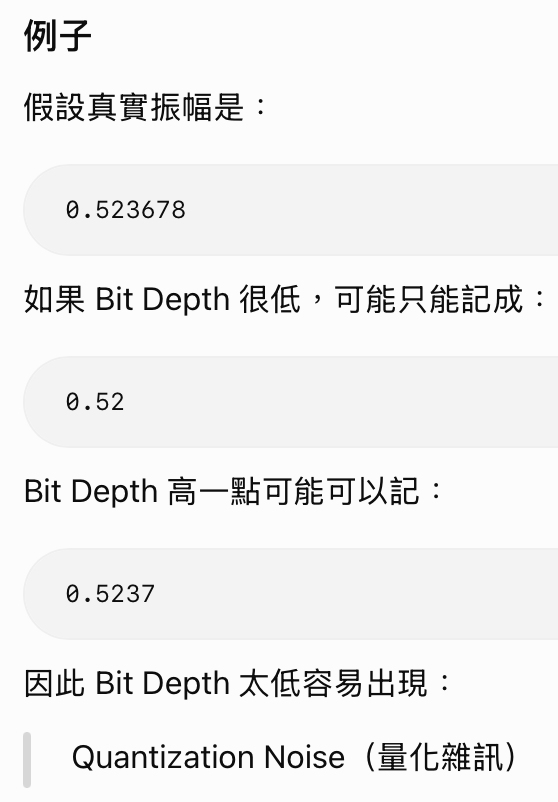 例子
假設真實振幅是：
0.523678
如果 Bit Depth 很低，可能只能記成：
0.52
Bit Depth 高一點可能可以記：
0.5237
因此 Bit Depth 太低容易出現：
Quantization Noise（量化雜訊）